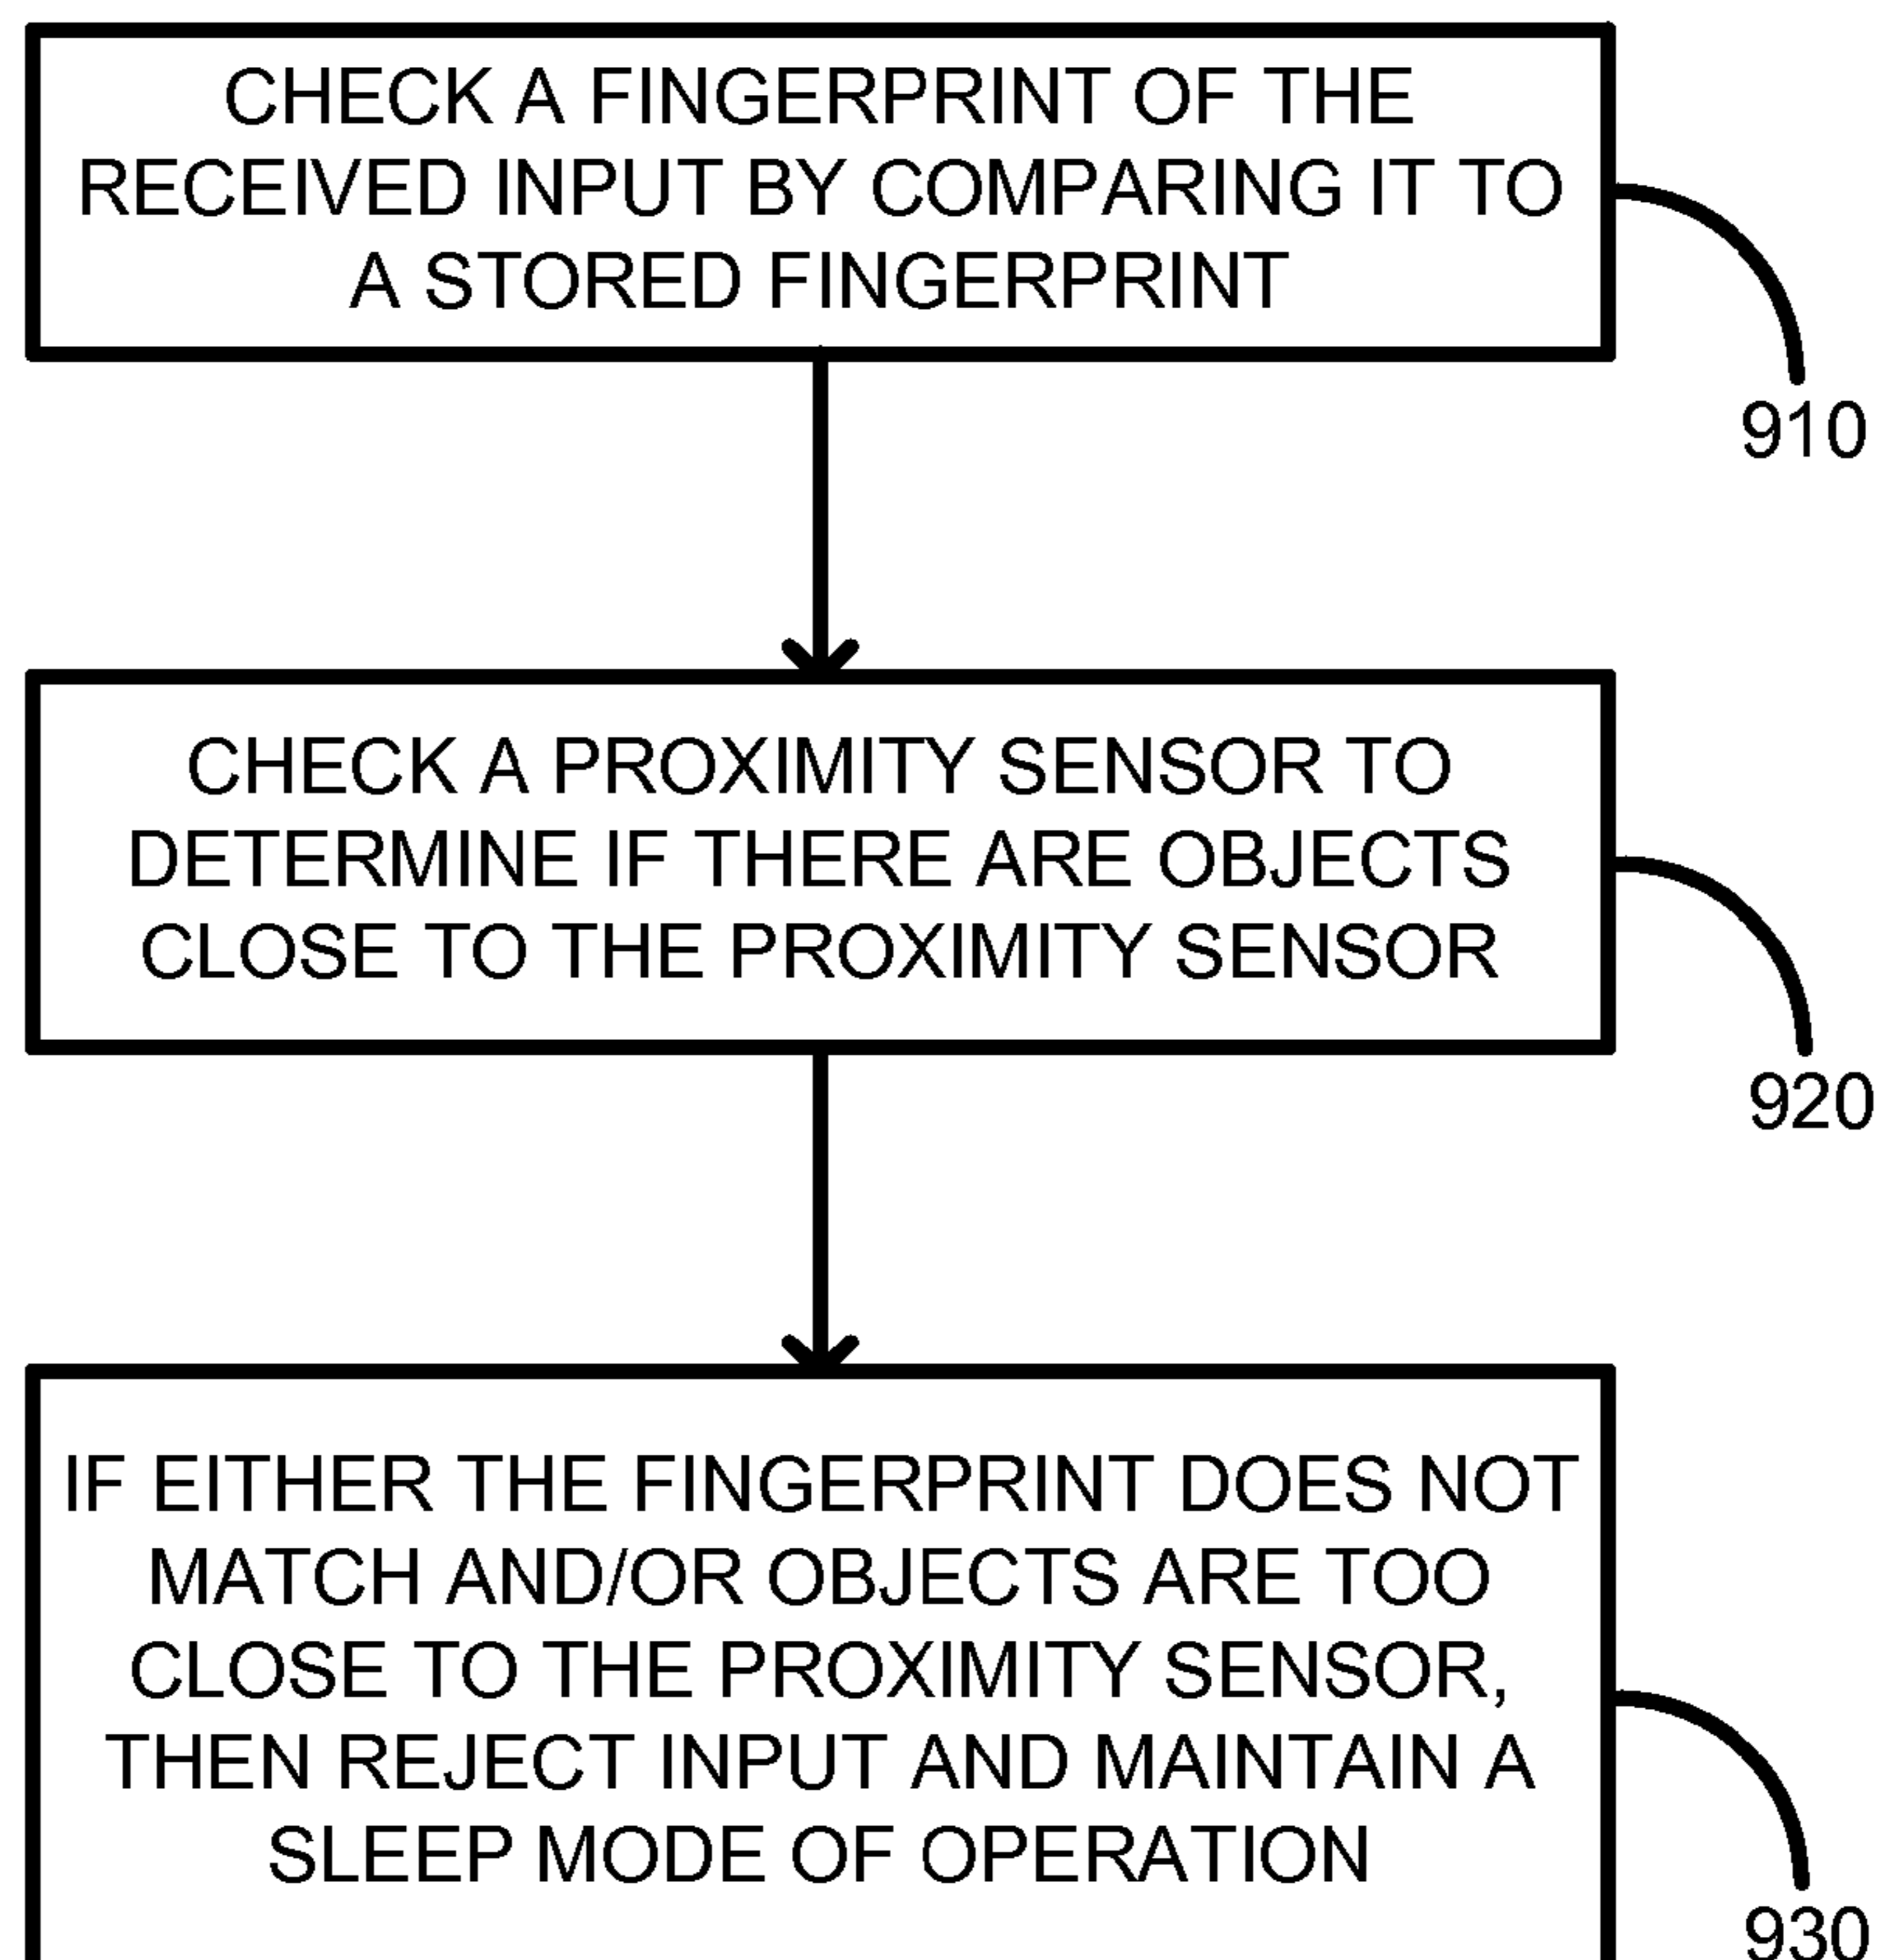 CHECK A FINGERPRINT OF THE
RECEIVED INPUT BY COMPARING IT TO
A STORED FINGERPRINT
910
CHECK A PROXIMITY SENSOR TO
DETERMINE IF THERE ARE OBJECTS
CLOSE TO THE PROXIMITY SENSOR
920
IF EITHER THE FINGERPRINT DOES NOT
MATCH AND/OR OBJECTS ARE TOO
CLOSE TO THE PROXIMITY SENSOR,
THEN REJECT INPUT AND MAINTAIN A
SLEEP MODE OF OPERATION
930